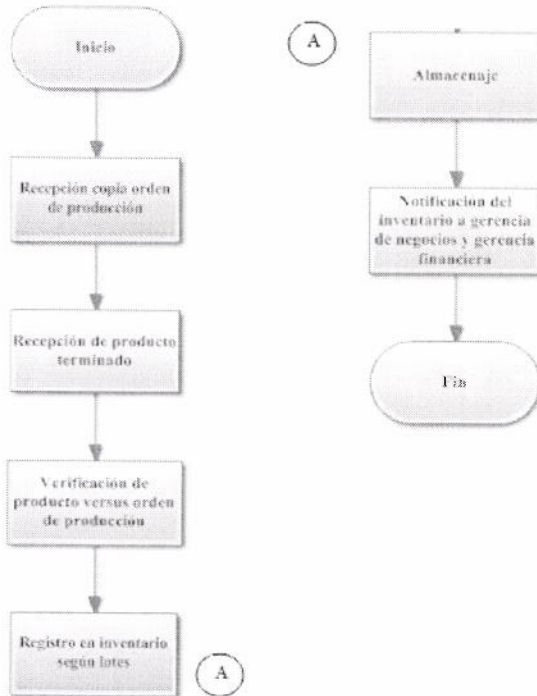 Inicio
Recepción copia orden
de producción
Recepción de producto
terminado
Verificación de
producto versus orden
de producción
Registro en inventario
según lotes
A
A
Almacenaje
Notificacion del
inventario a gerencia
de negocios y gerencia
financiera
Fin